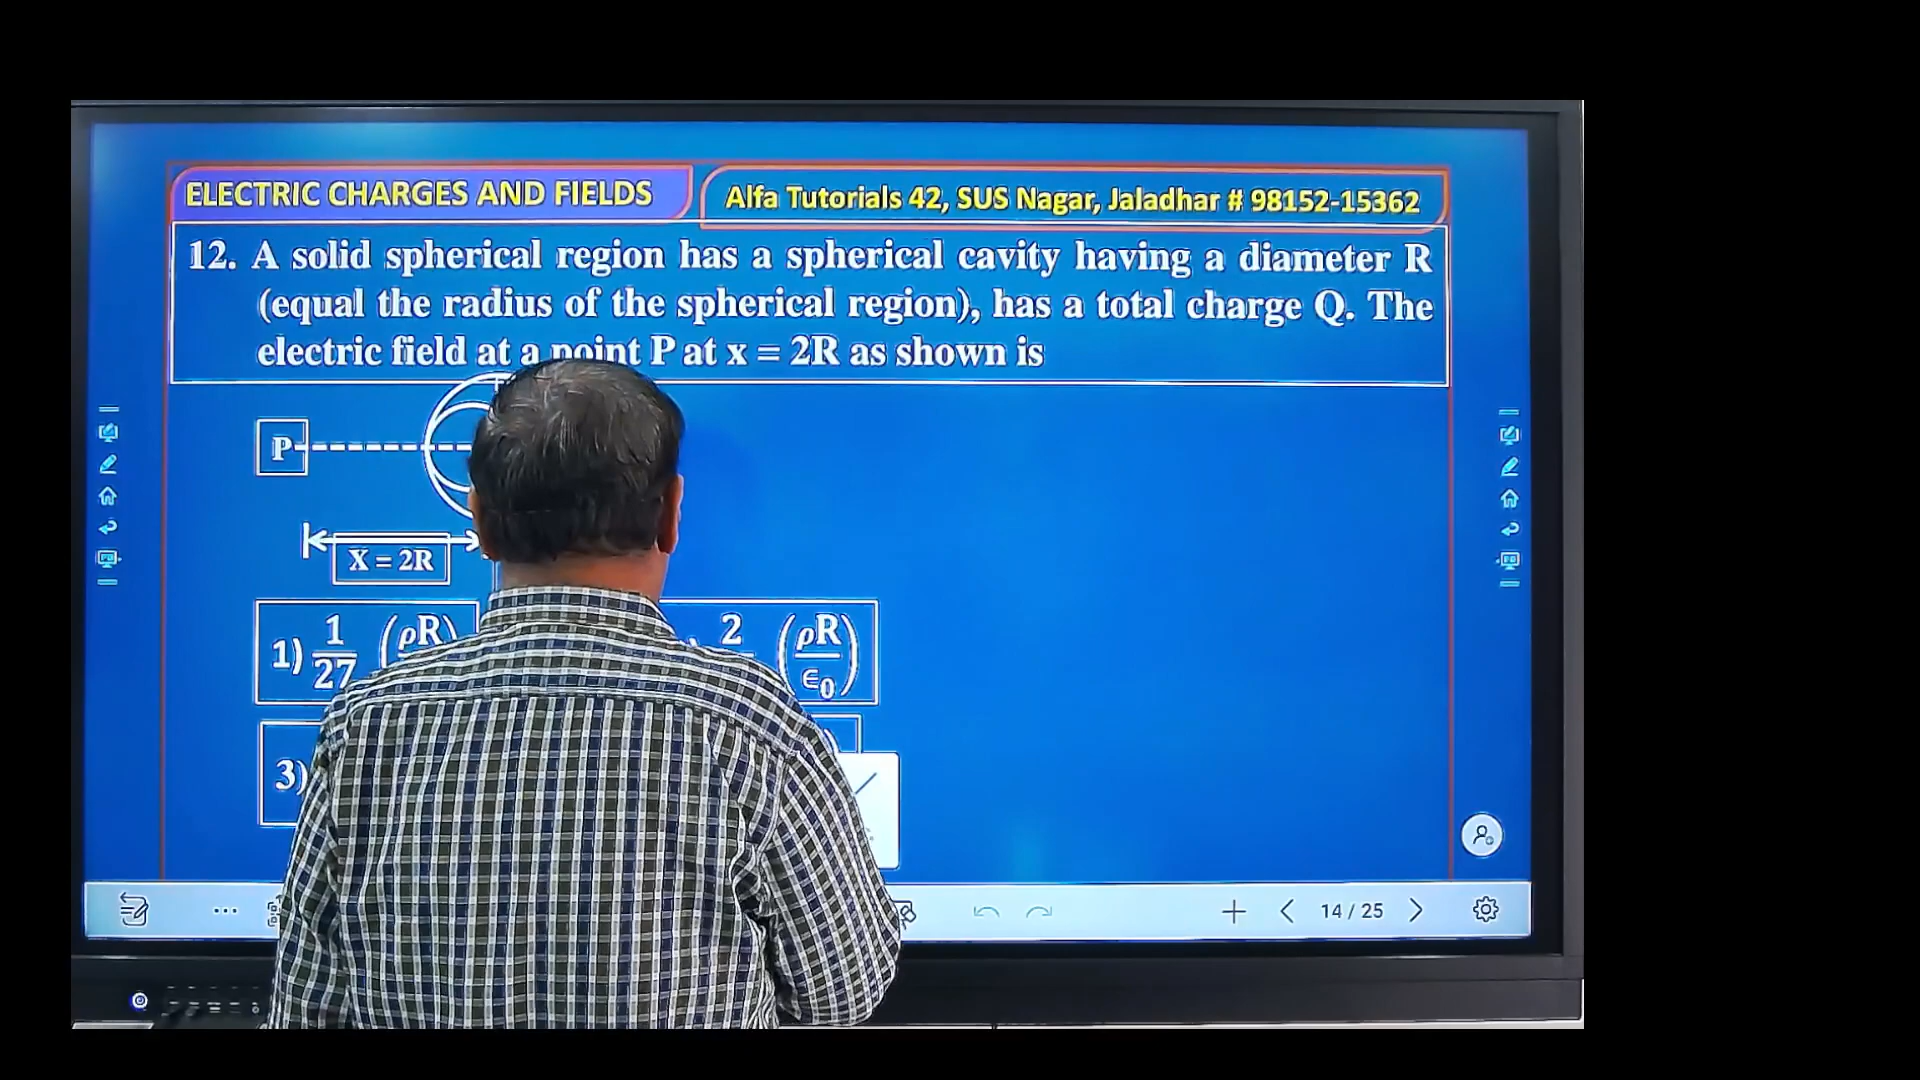 ELECTRIC CHARGES AND FIELDS
Alfa Tutorials 42, SUS Nagar, Jaladhar # 98152-15362
12. A solid spherical region has a spherical cavity having a diameter R
(equal the radius of the spherical region), has a total charge Q. The
electric field at a point P at x = 2R as shown is
P
X = 2R
1) 1/27 (ρR
2 (ρR/∈0)
3)
14 / 25